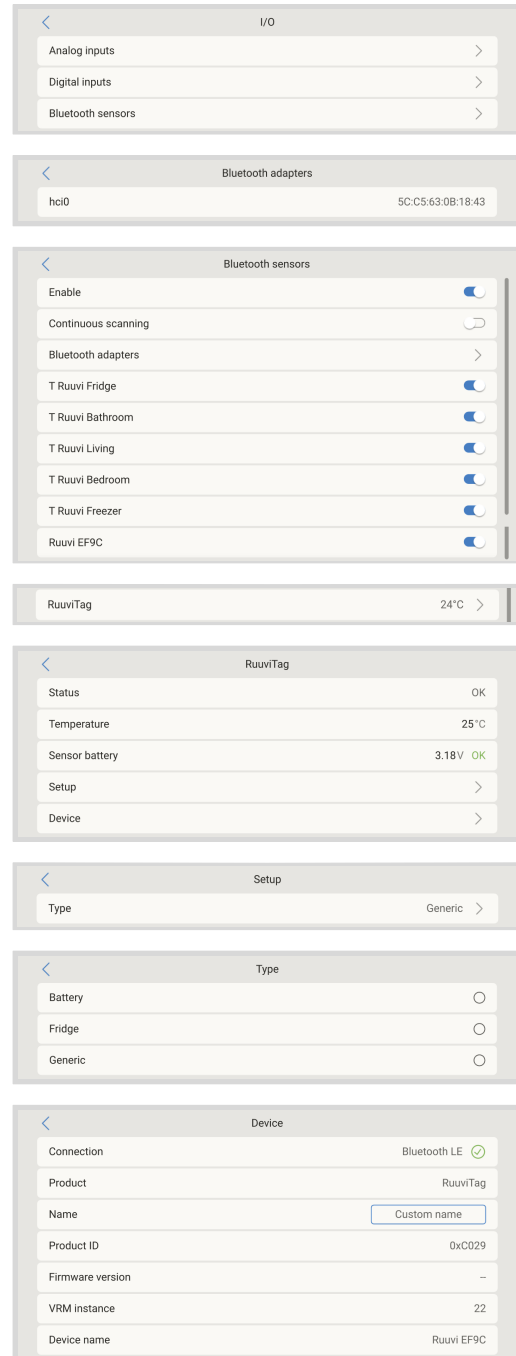 I/O
Analog inputs
Digital inputs
Bluetooth sensors
Bluetooth adapters
hci0 5C:C5:63:0B:18:43
Bluetooth sensors
Enable
Continuous scanning
Bluetooth adapters
T Ruuvi Fridge
T Ruuvi Bathroom
T Ruuvi Living
T Ruuvi Bedroom
T Ruuvi Freezer
Ruuvi EF9C
RuuviTag 24°C
RuuviTag
Status OK
Temperature 25°C
Sensor battery 3.18V OK
Setup
Device
Setup
Type Generic
Type
Battery
Fridge
Generic
Device
Connection Bluetooth LE
Product RuuviTag
Name Custom name
Product ID 0xC029
Firmware version --
VRM instance 22
Device name Ruuvi EF9C